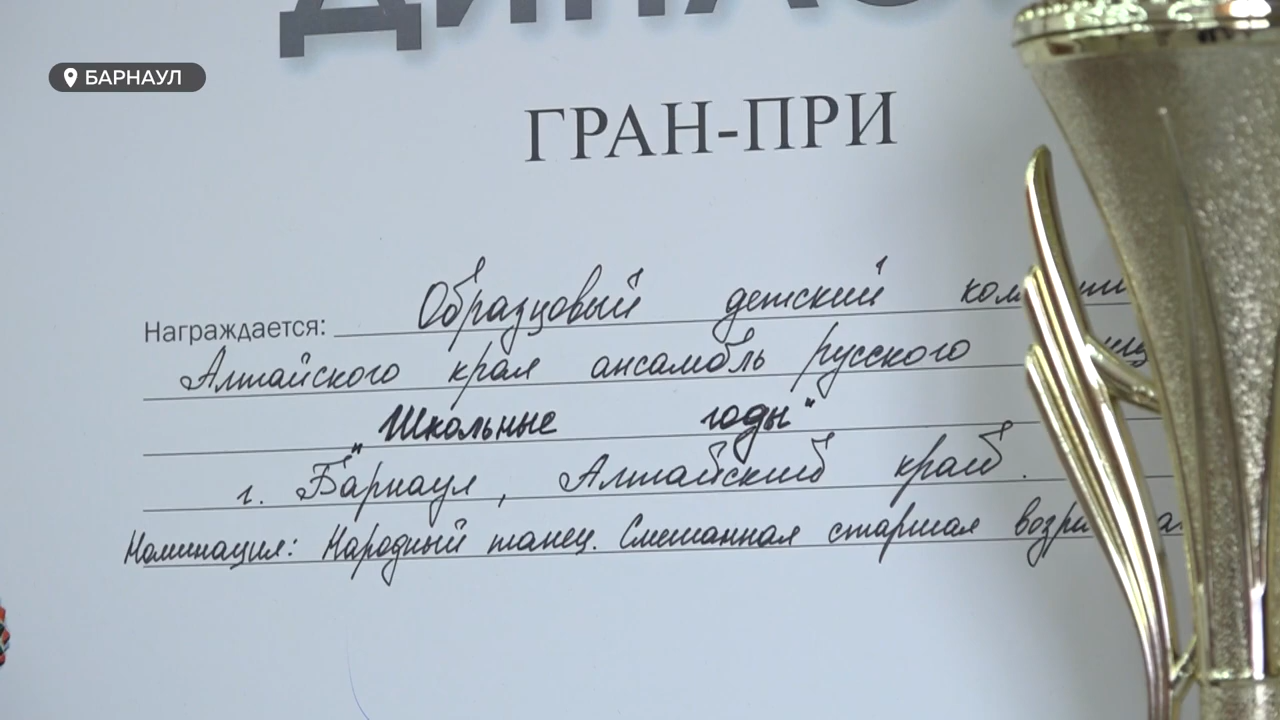 БАРНАУЛ
ГРАН-ПРИ
Награждается: Образцовый детский
Алтайского края ансамбль русского
"Школьные годы"
г. Барнаул, Алтайский край.
Номинация: Народный танец. Смешанная старшая